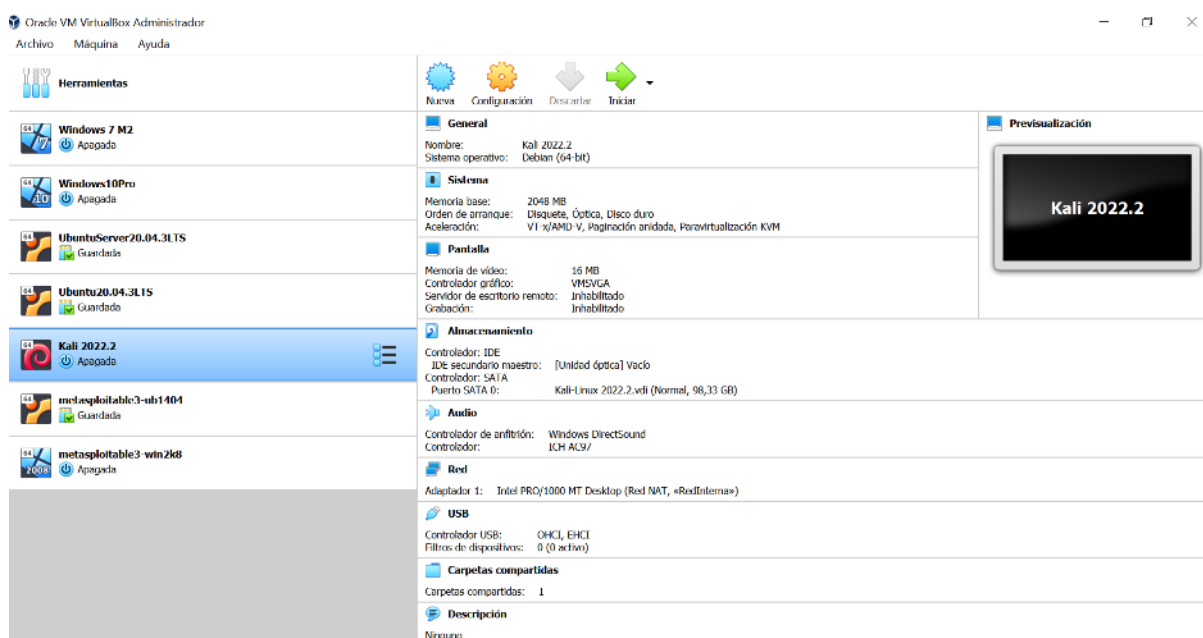 Oracle VM VirtualBox Administrador
Archivo Máquina Ayuda
Herramientas
Windows 7 M2
Apagada
Windows10Pro
Apagada
UbuntuServer20.04.3LTS
Guardada
Ubuntu20.04.3LTS
Guardada
Kali 2022.2
Apagada
metasploitable3-ub1404
Guardada
metasploitable3-win2k8
Apagada
Nueva Configuración Descartar Iniciar
General
Nombre: Kali 2022.2
Sistema operativo: Debian (64-bit)
Sistema
Memoria base: 2048 MB
Orden de arranque: Disquete, Óptica, Disco duro
Aceleración: VT-x/AMD-V, Paginación anidada, Paravirtualización KVM
Pantalla
Memoria de vídeo: 16 MB
Controlador gráfico: VMSVGA
Servidor de escritorio remoto: Inhabilitado
Grabación: Inhabilitado
Almacenamiento
Controlador: IDE
IDE secundario maestro: [Unidad óptica] Vacío
Controlador: SATA
Puerto SATA 0: Kali-Linux 2022.2.vdi (Normal, 98,33 GB)
Audio
Controlador de anfitrión: Windows DirectSound
Controlador: ICH AC97
Red
Adaptador 1: Intel PRO/1000 MT Desktop (Red NAT, «RedInterna»)
USB
Controlador USB: OHCI, EHCI
Filtros de dispositivos: 0 (0 activo)
Carpetas compartidas
Carpetas compartidas: 1
Descripción
Ninguno
Previsualización
Kali 2022.2